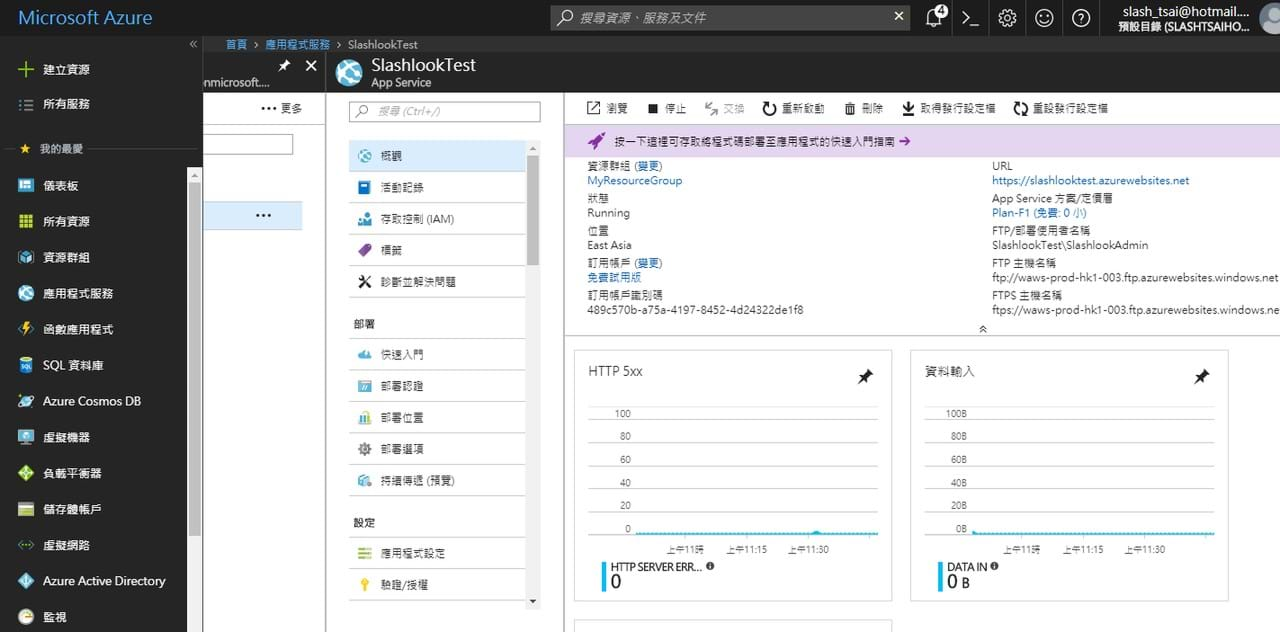 Microsoft Azure
搜尋資源、服務及文件
4
slash_tsai@hotmail....
預設目錄 (SLASHTSAIHO...
首頁 > 應用程式服務 > SlashlookTest
建立資源
所有服務
我的最愛
儀表板
所有資源
資源群組
應用程式服務
函數應用程式
SQL 資料庫
Azure Cosmos DB
虛擬機器
負載平衡器
儲存體帳戶
虛擬網路
Azure Active Directory
監視
nmicrosoft....
••• 更多
•••
SlashlookTest
App Service
搜尋 (Ctrl+/)
概觀
活動記錄
存取控制 (IAM)
標籤
診斷並解決問題
部署
快速入門
部署認證
部署位置
部署選項
持續傳遞 (預覽)
設定
應用程式設定
驗證/授權
瀏覽 停止 交換 重新啟動 刪除 取得發行設定檔 重設發行設定檔
按一下這裡可存取將程式碼部署至應用程式的快速入門指南 →
資源群組 (變更)
MyResourceGroup
狀態
Running
位置
East Asia
訂用帳戶 (變更)
免費試用版
訂用帳戶識別碼
489c570b-a75a-4197-8452-4d24322de1f8
URL
https://slashlooktest.azurewebsites.net
App Service 方案/定價層
Plan-F1 (免費: 0 小)
FTP/部署使用者名稱
SlashlookTest\SlashlookAdmin
FTP 主機名稱
ftp://waws-prod-hk1-003.ftp.azurewebsites.windows.net
FTPS 主機名稱
ftps://waws-prod-hk1-003.ftp.azurewebsites.windows.ne
HTTP 5xx
100
80
60
40
20
0
上午11時 上午11:15 上午11:30
HTTP SERVER ERR...
0
資料輸入
100B
80B
60B
40B
20B
0B
上午11時 上午11:15 上午11:30
DATA IN
0 B